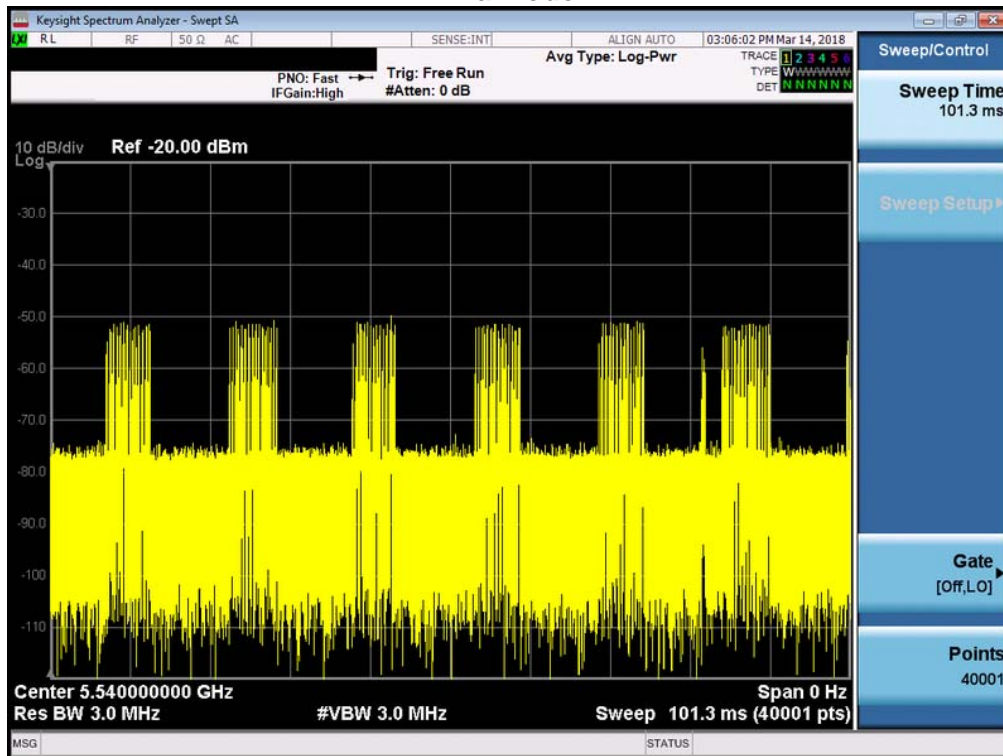 Keysight Spectrum Analyzer - Swept SA
LXI RL RF 50 Ω AC SENSE:INT ALIGN AUTO 03:06:02 PM Mar 14, 2018
PNO: Fast
IFGain:High
Trig: Free Run
#Atten: 0 dB
Avg Type: Log-Pwr
TRACE 1 2 3 4 5 6
TYPE WWWWWW
DET N N N N N N
Sweep/Control
Sweep Time
101.3 ms
Sweep Setup
Gate
[Off,LO]
Points
40001
10 dB/div Ref -20.00 dBm
Log
-30.0
-40.0
-50.0
-60.0
-70.0
-80.0
-90.0
-100
-110
Center 5.540000000 GHz Span 0 Hz
Res BW 3.0 MHz #VBW 3.0 MHz Sweep 101.3 ms (40001 pts)
MSG STATUS